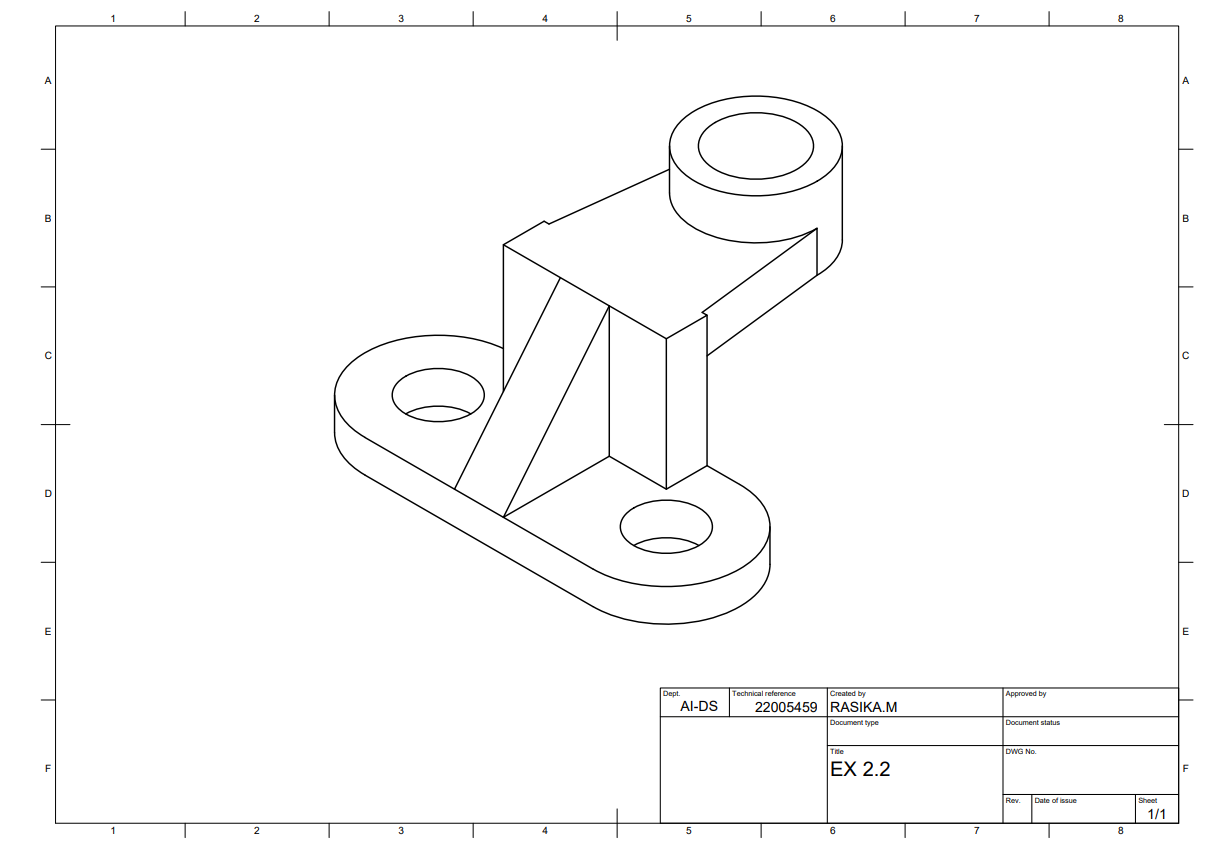 1 2 3 4 5 6 7 8
A A
B B
C C
D D
E E
Dept. Technical reference Created by Approved by
AI-DS 22005459 RASIKA.M
Document type Document status
Title DWG No.
F EX 2.2 F
Rev. Date of issue Sheet
1/1
1 2 3 4 5 6 7 8